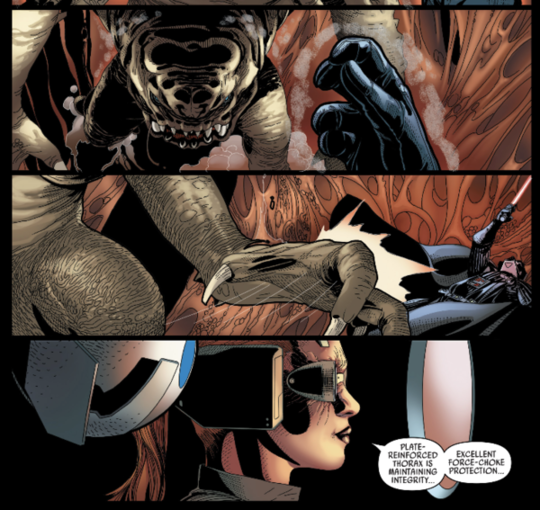 PLATE-
REINFORCED
THORAX IS
MAINTAINING
INTEGRITY...
EXCELLENT
FORCE-CHOKE
PROTECTION...